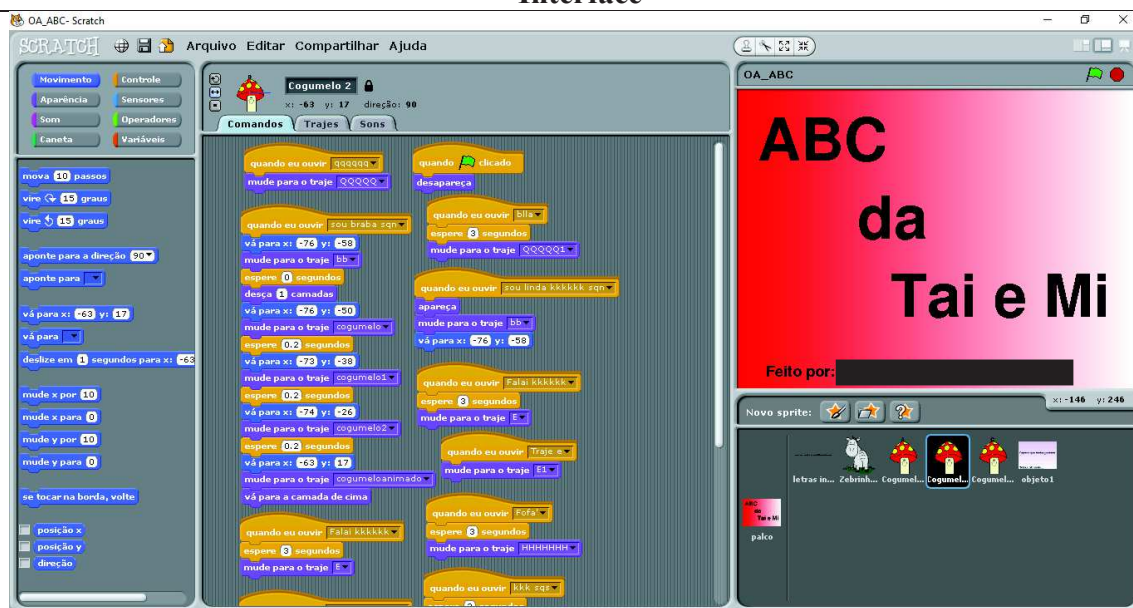 Interface
OA_ABC- Scratch
SCRATCH Arquivo Editar Compartilhar Ajuda
Movimento Controle
Aparência Sensores
Som Operadores
Caneta Variáveis
mova 10 passos
vire 15 graus
vire 15 graus
aponte para a direção 90
aponte para
vá para x: -63 y: 17
vá para
deslize em 1 segundos para x: -63
mude x por 10
mude x para 0
mude y por 10
mude y para 0
se tocar na borda, volte
posição x
posição y
direção
Cogumelo 2
x: -63 y: 17 direção: 90
Comandos Trajes Sons
quando eu ouvir qqqqqq
mude para o traje QQQQQ
quando eu ouvir sou braba sqn
vá para x: -76 y: -58
mude para o traje bb
espere 0 segundos
desça 1 camadas
vá para x: -76 y: -50
mude para o traje cogumelo
espere 0.2 segundos
vá para x: -73 y: -38
mude para o traje cogumelo1
espere 0.2 segundos
vá para x: -74 y: -26
mude para o traje cogumelo2
espere 0.2 segundos
vá para x: -63 y: 17
mude para o traje cogumeloanimado
vá para a camada de cima
quando eu ouvir Falai kkkkkk
espere 3 segundos
mude para o traje E
quando clicado
desapareça
quando eu ouvir blla
espere 3 segundos
mude para o traje QQQQQ1
quando eu ouvir sou linda kkkkkk sqn
apareça
mude para o traje bb
vá para x: -76 y: -58
quando eu ouvir Falai kkkkkk
espere 3 segundos
mude para o traje E
quando eu ouvir Traje e
mude para o traje E1
quando eu ouvir Fofa'
espere 3 segundos
mude para o traje HHHHHHH
quando eu ouvir kkk sqs
OA_ABC
ABC
da
Tai e Mi
Feito por:
x: -146 y: 246
Novo sprite:
letras in... Zebrinh... Cogumel... Cogumel... Cogumel... objeto1
ABC
da
Tai e Mi
palco